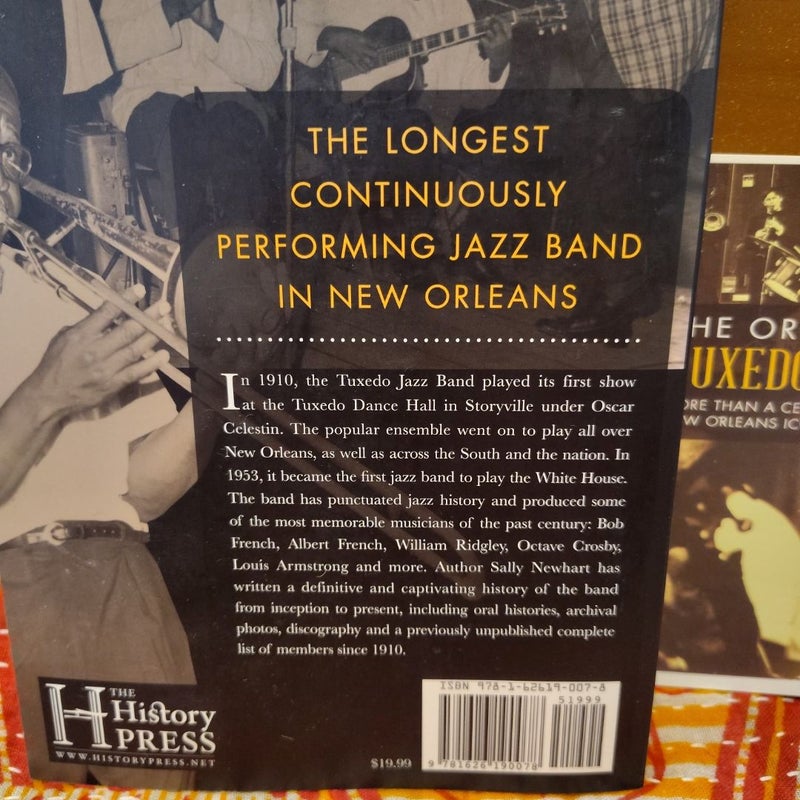 THE LONGEST
CONTINUOUSLY
PERFORMING JAZZ BAND
IN NEW ORLEANS
In 1910, the Tuxedo Jazz Band played its first show
at the Tuxedo Dance Hall in Storyville under Oscar
Celestin. The popular ensemble went on to play all over
New Orleans, as well as across the South and the nation. In
1953, it became the first jazz band to play the White House.
The band has punctuated jazz history and produced some
of the most memorable musicians of the past century: Bob
French, Albert French, William Ridgley, Octave Crosby,
Louis Armstrong and more. Author Sally Newhart has
written a definitive and captivating history of the band
from inception to present, including oral histories, archival
photos, discography and a previously unpublished complete
list of members since 1910.
H THE
History
PRESS
WWW.HISTORYPRESS.NET
$19.99
ISBN 978-1-62619-007-8
51999
9 781626 190078
HE OR
UXEDO
ORE THAN A CE
W ORLEANS IC